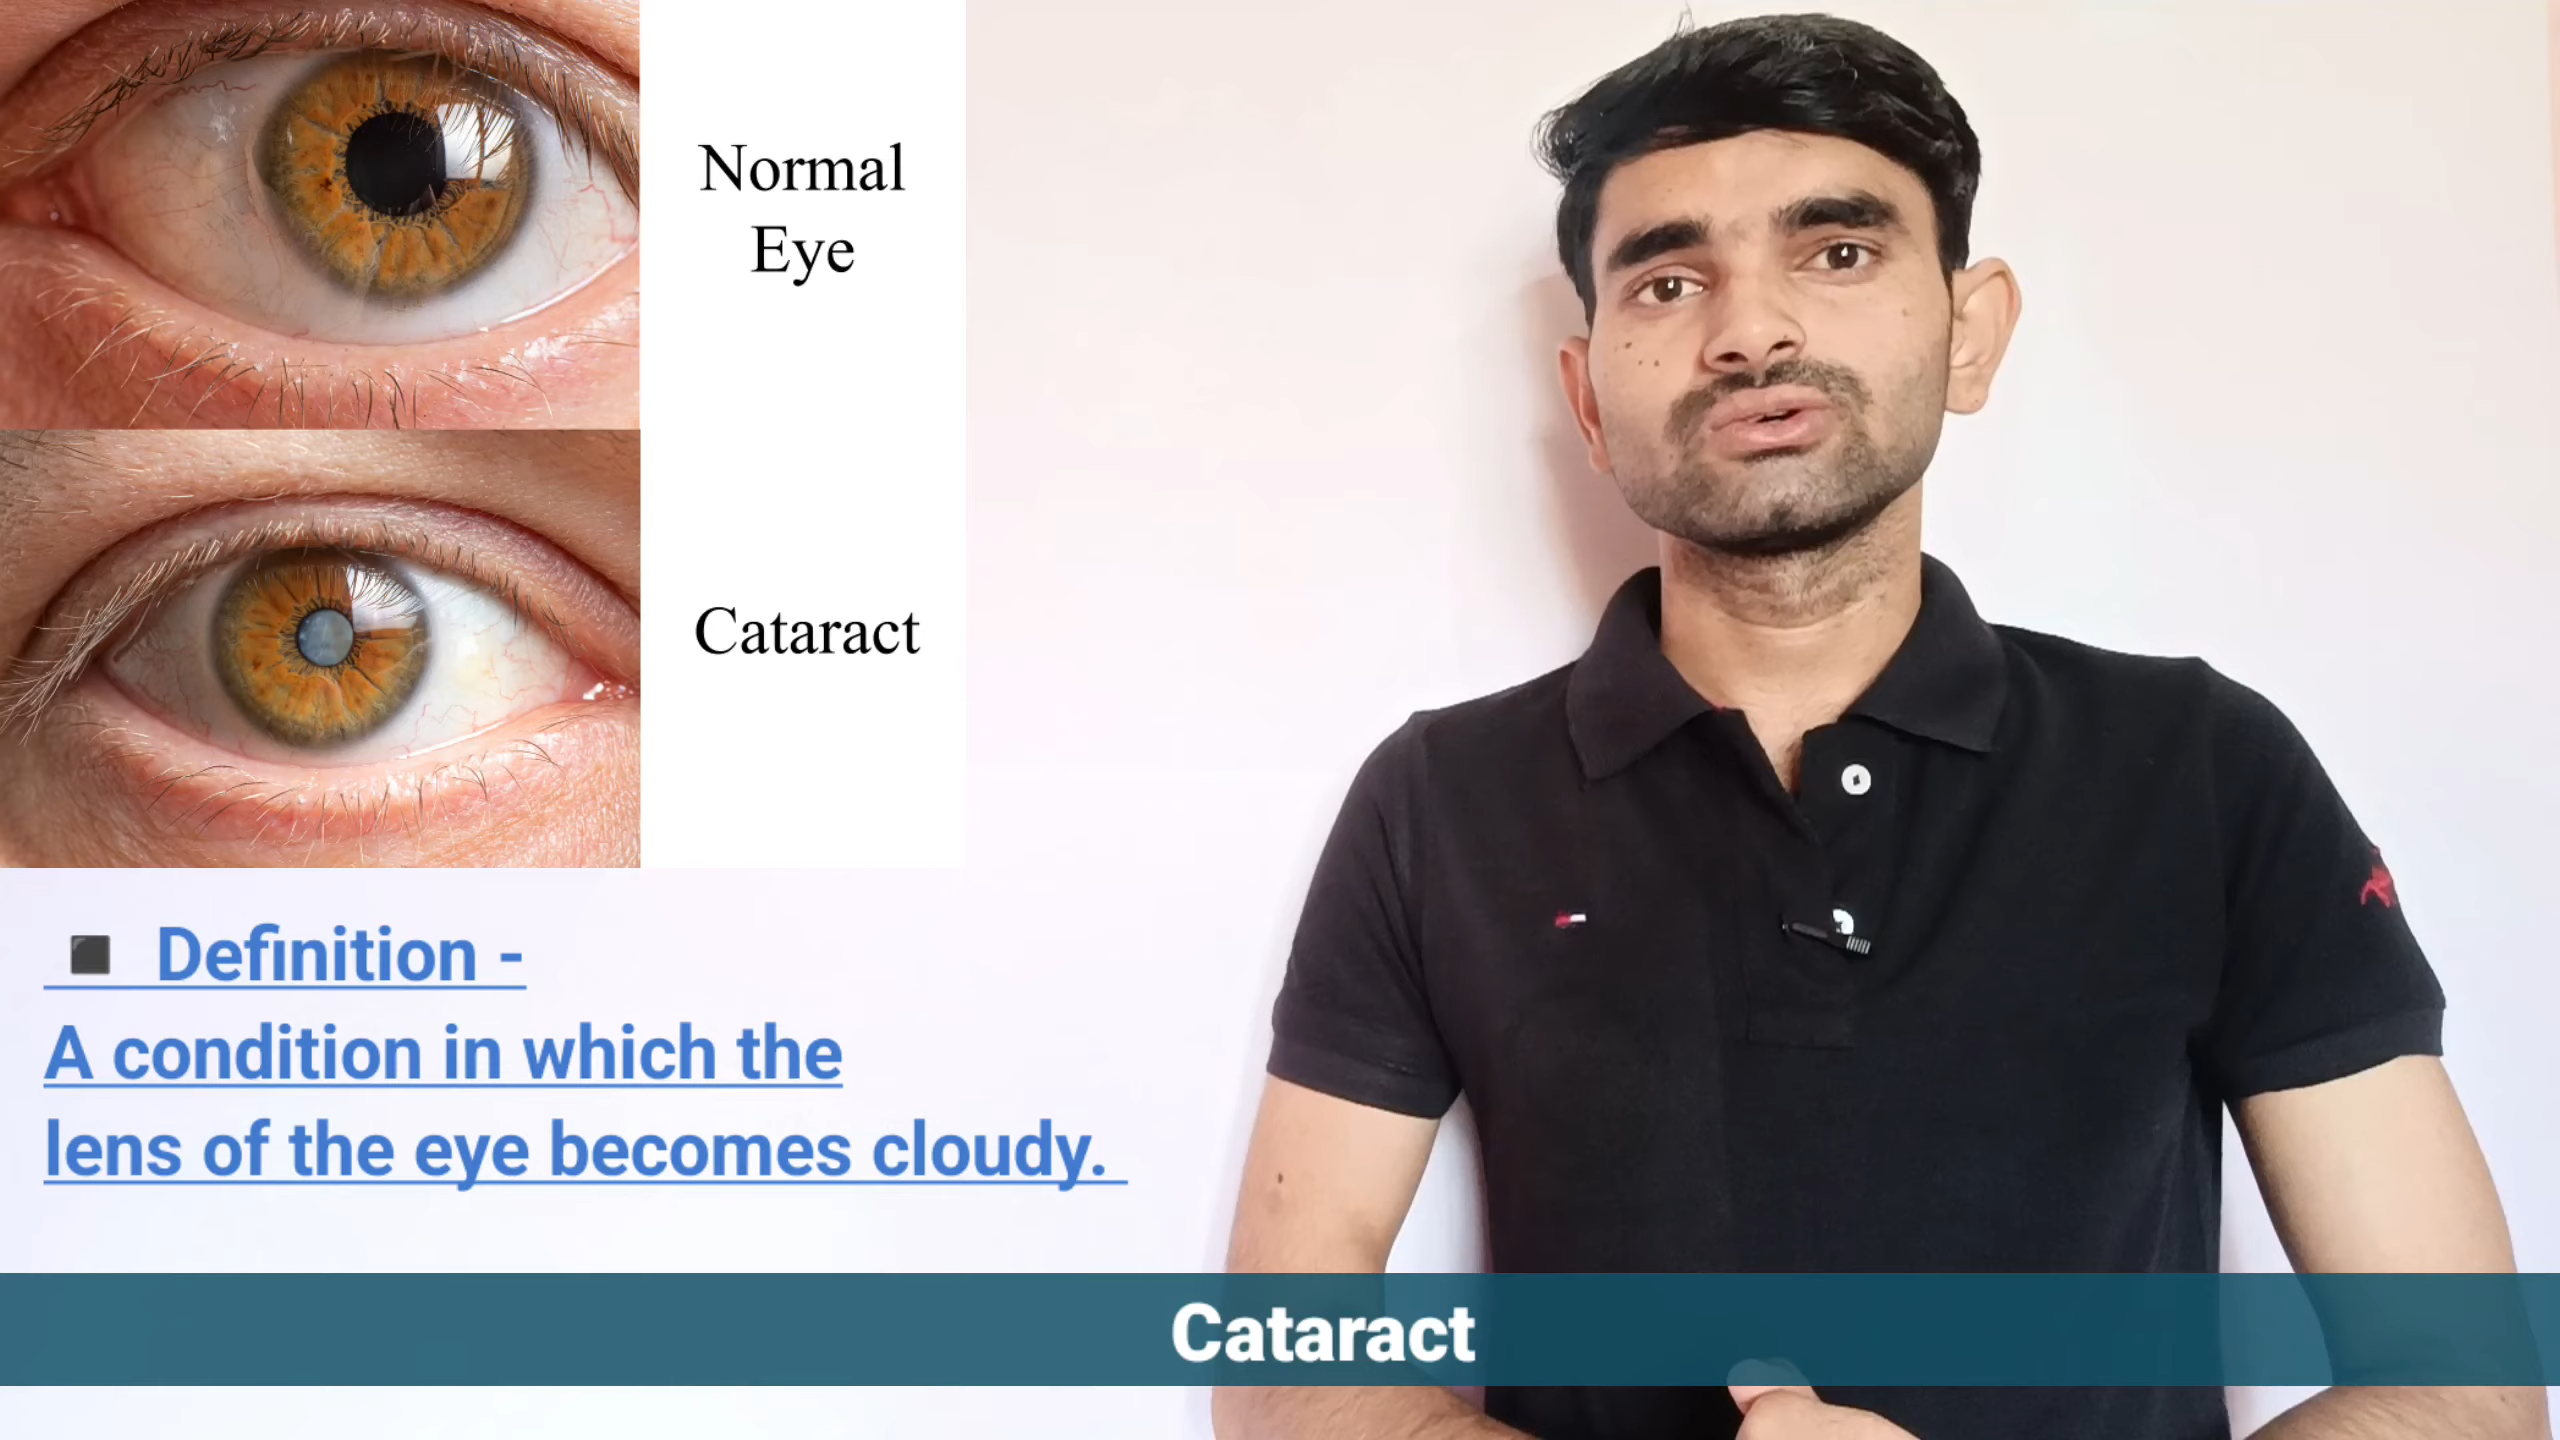 Normal
Eye
Cataract
▪ Definition -
A condition in which the
lens of the eye becomes cloudy.
Cataract